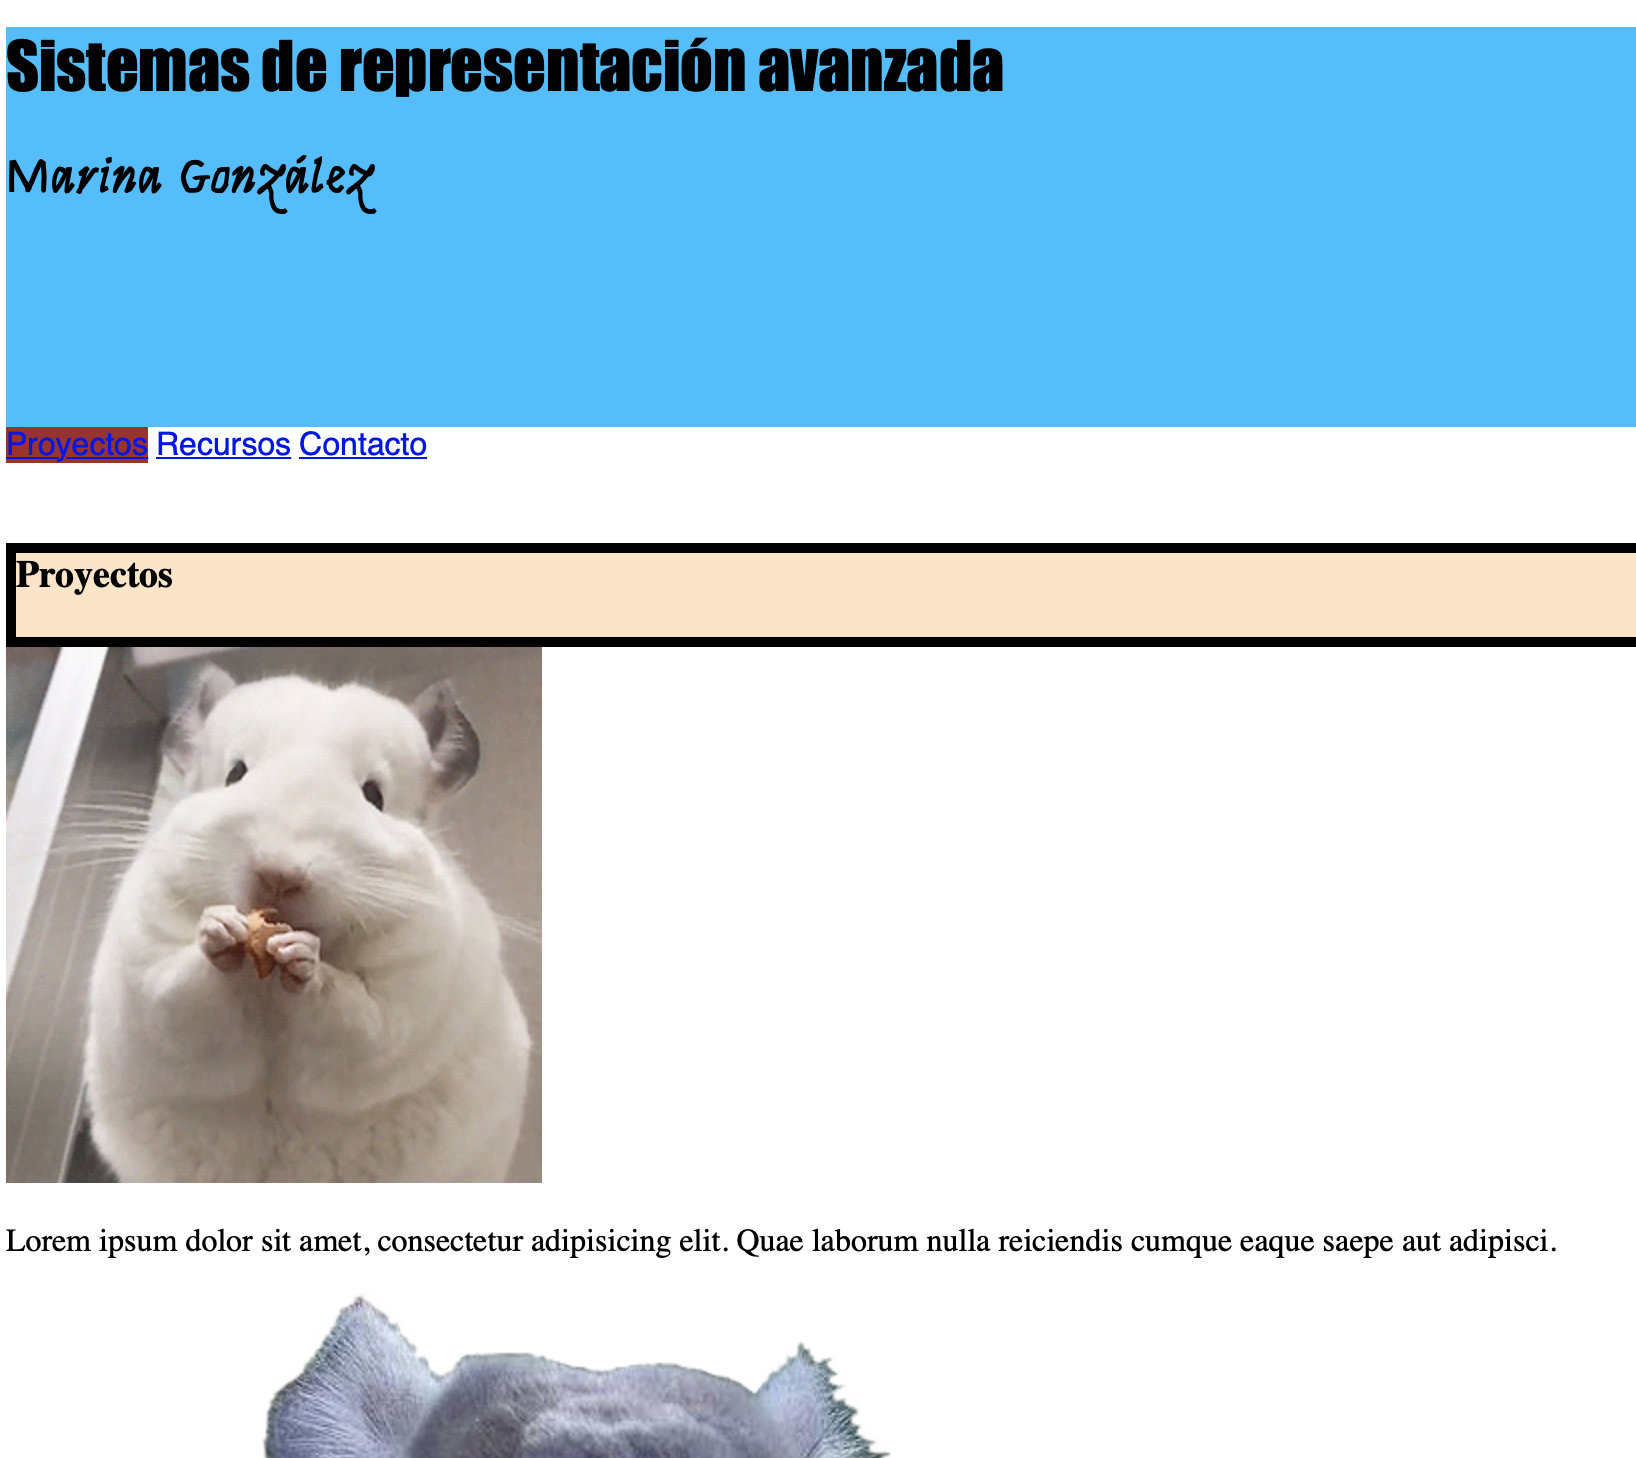 Sistemas de representación avanzada
Marina González
Proyectos Recursos Contacto
Proyectos
Lorem ipsum dolor sit amet, consectetur adipisicing elit. Quae laborum nulla reiciendis cumque eaque saepe aut adipisci.